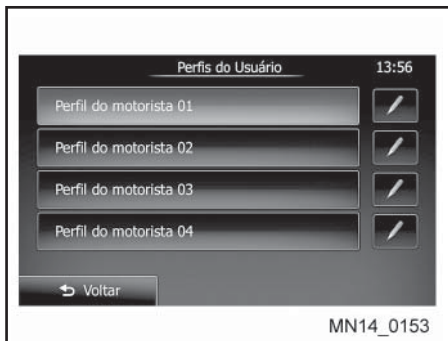 Perfis do Usuário 13:56
Perfil do motorista 01
Perfil do motorista 02
Perfil do motorista 03
Perfil do motorista 04
Voltar
MN14_0153